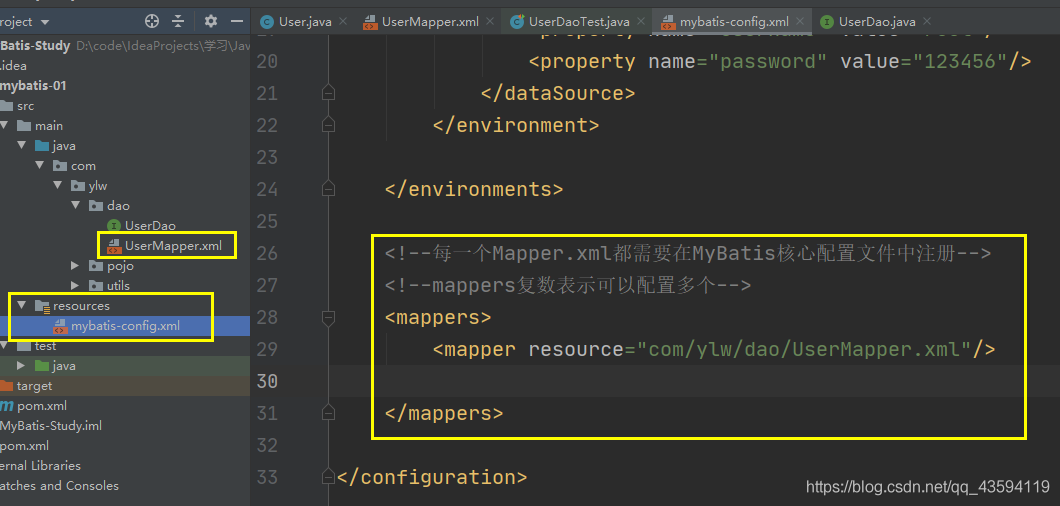 roject
User.java
UserMapper.xml
UserDaoTest.java
mybatis-config.xml
UserDao.java
Batis-Study D:\code\IdeaProjects\学习\Jav
.idea
mybatis-01
src
main
java
com
ylw
dao
UserDao
UserMapper.xml
pojo
utils
resources
mybatis-config.xml
test
java
target
pom.xml
MyBatis-Study.iml
pom.xml
ernal Libraries
atches and Consoles
20 <property name="password" value="123456"/>
21 </dataSource>
22 </environment>
23
24 </environments>
25
26 <!--每一个Mapper.xml都需要在MyBatis核心配置文件中注册-->
27 <!--mappers复数表示可以配置多个-->
28 <mappers>
29 <mapper resource="com/ylw/dao/UserMapper.xml"/>
30
31 </mappers>
32
33 </configuration>
https://blog.csdn.net/qq_43594119